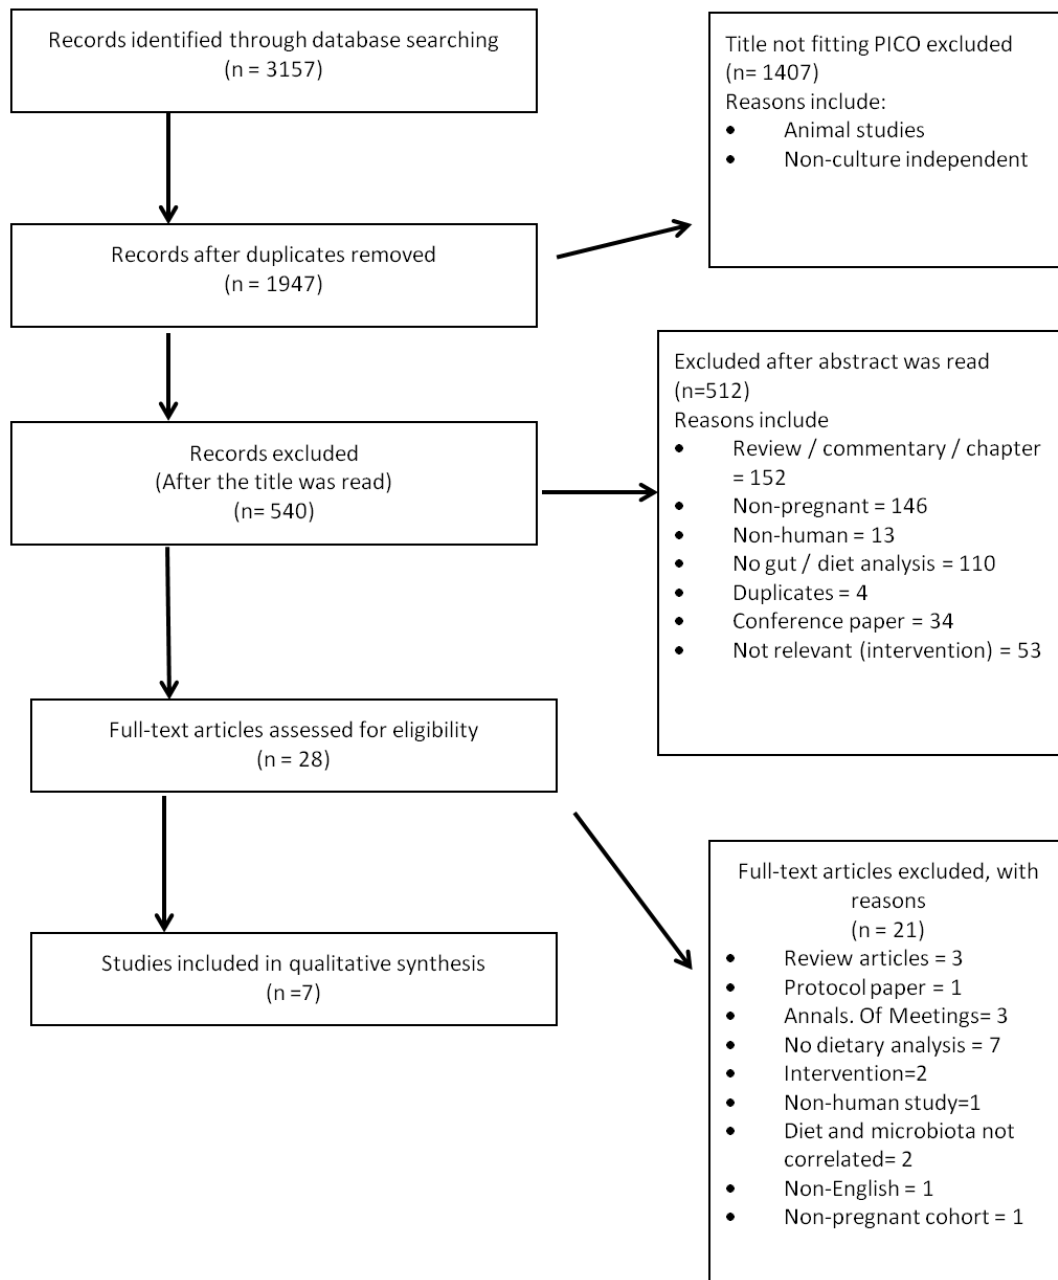 Records identified through database searching
(n = 3157)
Title not fitting PICO excluded
(n= 1407)
Reasons include:
• Animal studies
• Non-culture independent
Records after duplicates removed
(n = 1947)
Excluded after abstract was read
(n=512)
Reasons include
• Review / commentary / chapter
= 152
• Non-pregnant = 146
• Non-human = 13
• No gut / diet analysis = 110
• Duplicates = 4
• Conference paper = 34
• Not relevant (intervention) = 53
Records excluded
(After the title was read)
(n= 540)
Full-text articles assessed for eligibility
(n = 28)
Full-text articles excluded, with
reasons
(n = 21)
• Review articles = 3
• Protocol paper = 1
• Annals. Of Meetings= 3
• No dietary analysis = 7
• Intervention=2
• Non-human study=1
• Diet and microbiota not
correlated= 2
• Non-English = 1
• Non-pregnant cohort = 1
Studies included in qualitative synthesis
(n =7)